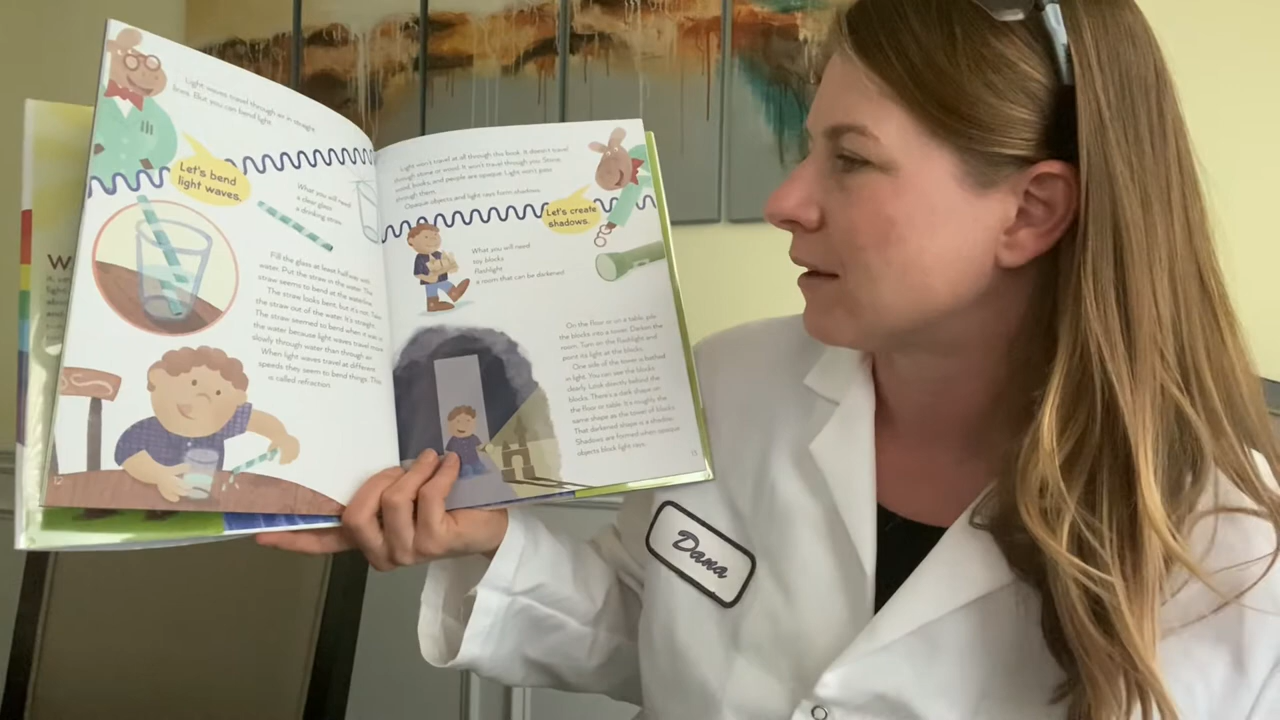 Light waves travel through air in straight
lines. But you can bend light.
Let's bend
light waves.
What you will need
a clear glass
a drinking straw
Fill the glass at least half way with
water. Put the straw in the water. The
straw seems to bend at the waterline.
The straw looks bent, but it's not. Take
the straw out of the water. It's straight.
The straw seemed to bend when it was in
the water because light waves travel more
slowly through water than through air.
When light waves travel at different
speeds they seem to bend things. This
is called refraction.
12
Light won't travel at all through this book. It doesn't travel
through stone or wood. It won't travel through you. Stone,
wood, books, and people are opaque. Light won't pass
through them.
Opaque objects and light rays form shadows.
Let's create
shadows.
What you will need
toy blocks
flashlight
a room that can be darkened
On the floor or on a table, pile
the blocks into a tower. Darken the
room. Turn on the flashlight and
point its light at the blocks.
One side of the tower is bathed
in light. You can see the blocks
clearly. Look directly behind the
blocks. There's a dark shape on
the floor or table. It's roughly the
same shape as the tower of blocks.
That darkened shape is a shadow.
Shadows are formed when opaque
objects block light rays.
13
W
Dana